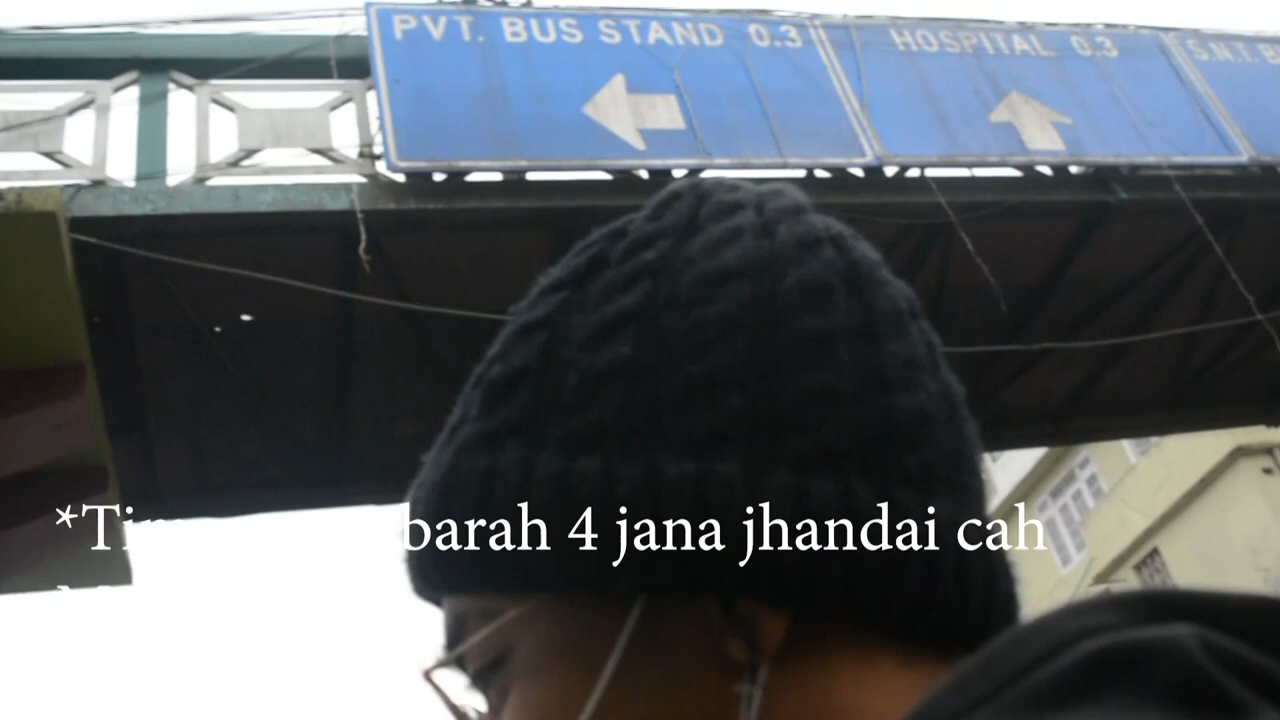 PVT. BUS STAND 0.3
HOSPITAL 0.3
S.N.T.
barah 4 jana jhandai cah